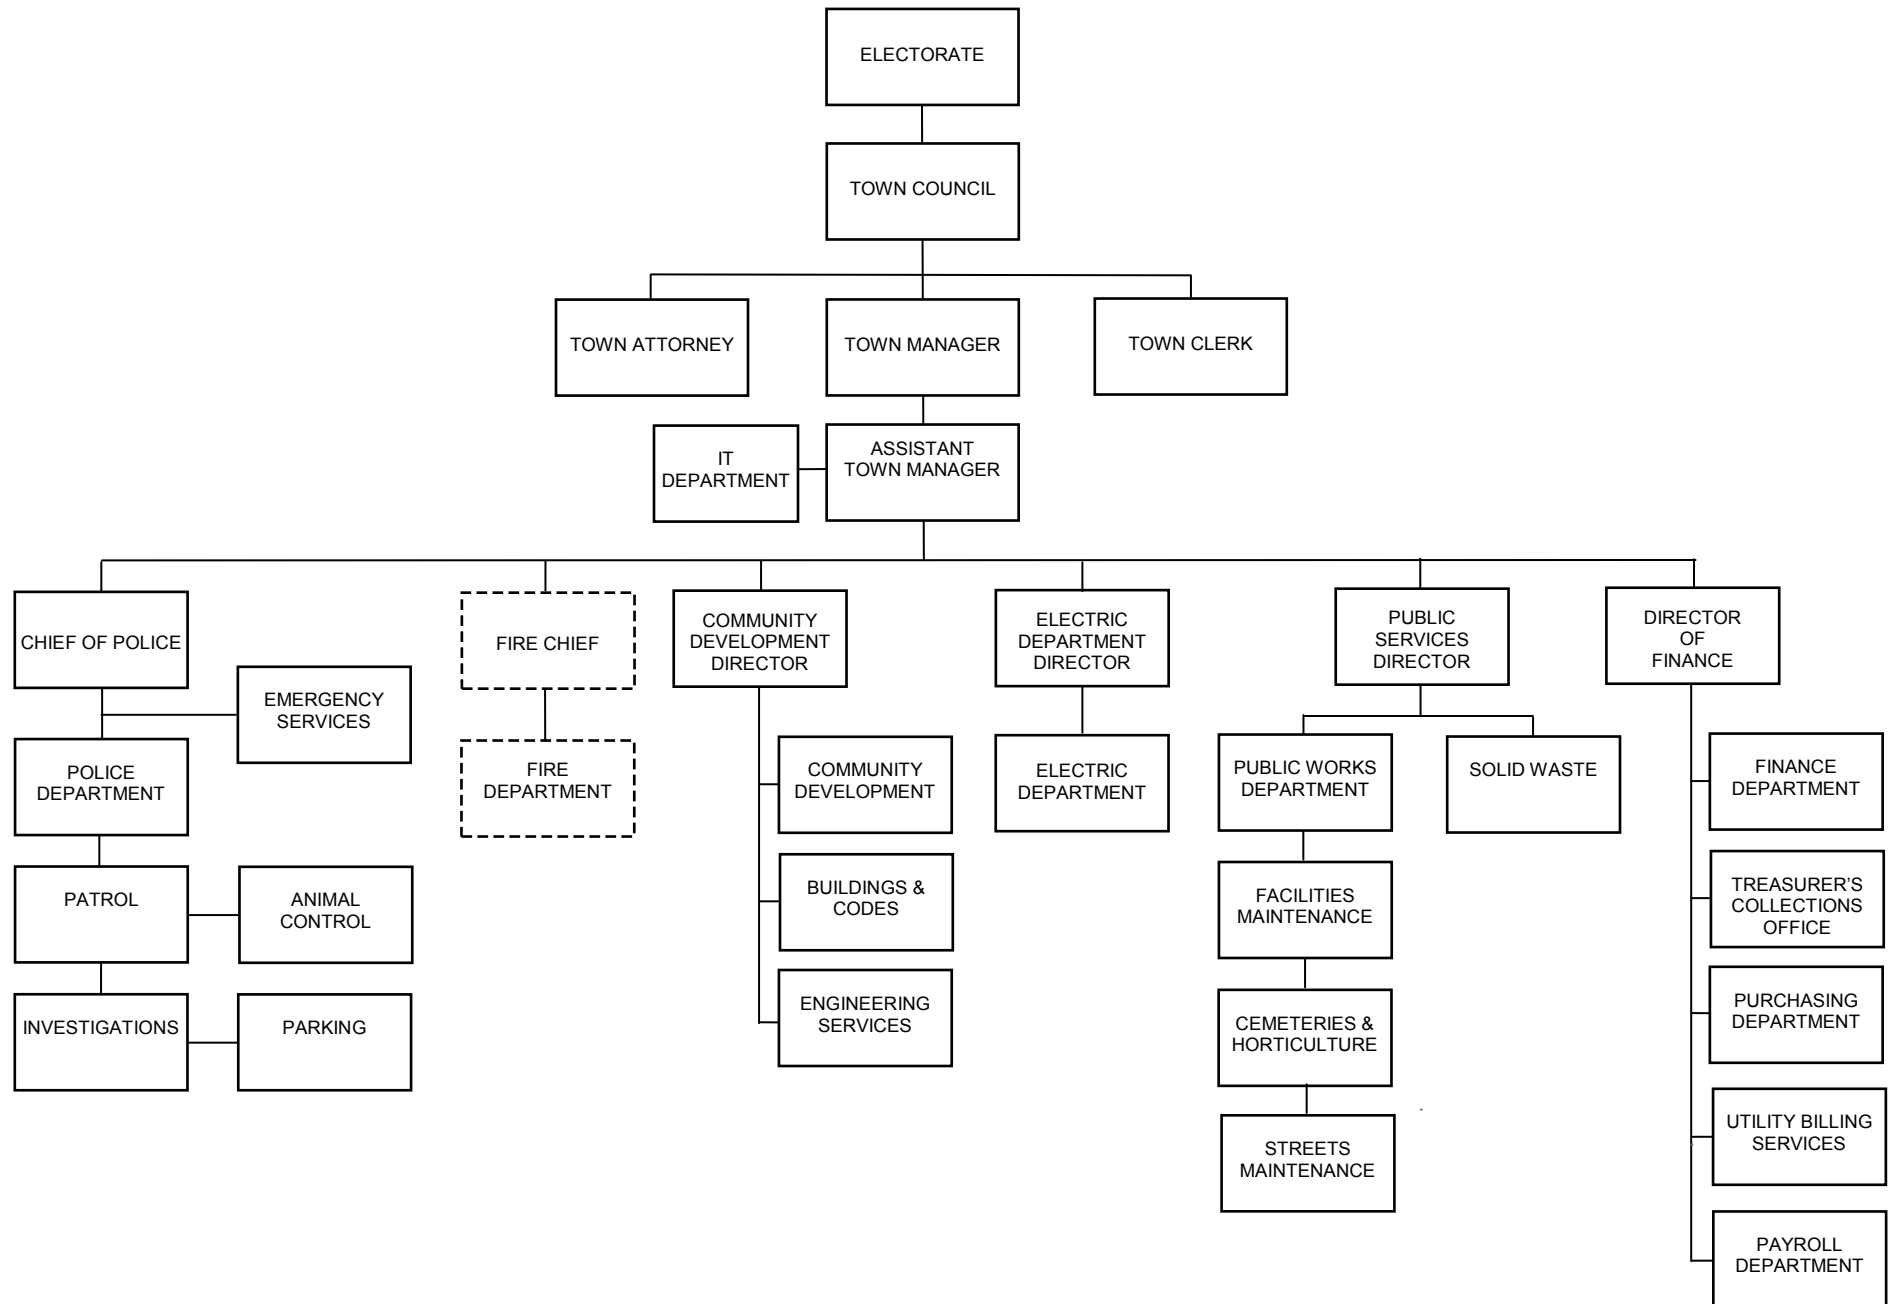 ELECTORATE
TOWN COUNCIL
TOWN ATTORNEY
TOWN MANAGER
TOWN CLERK
IT
DEPARTMENT
ASSISTANT
TOWN MANAGER
CHIEF OF POLICE
FIRE CHIEF
COMMUNITY
DEVELOPMENT
DIRECTOR
ELECTRIC
DEPARTMENT
DIRECTOR
PUBLIC
SERVICES
DIRECTOR
DIRECTOR
OF
FINANCE
EMERGENCY
SERVICES
POLICE
DEPARTMENT
FIRE
DEPARTMENT
COMMUNITY
DEVELOPMENT
ELECTRIC
DEPARTMENT
PUBLIC WORKS
DEPARTMENT
SOLID WASTE
FINANCE
DEPARTMENT
PATROL
ANIMAL
CONTROL
BUILDINGS &
CODES
FACILITIES
MAINTENANCE
TREASURER’S
COLLECTIONS
OFFICE
INVESTIGATIONS
PARKING
ENGINEERING
SERVICES
CEMETERIES &
HORTICULTURE
PURCHASING
DEPARTMENT
STREETS
MAINTENANCE
UTILITY BILLING
SERVICES
PAYROLL
DEPARTMENT